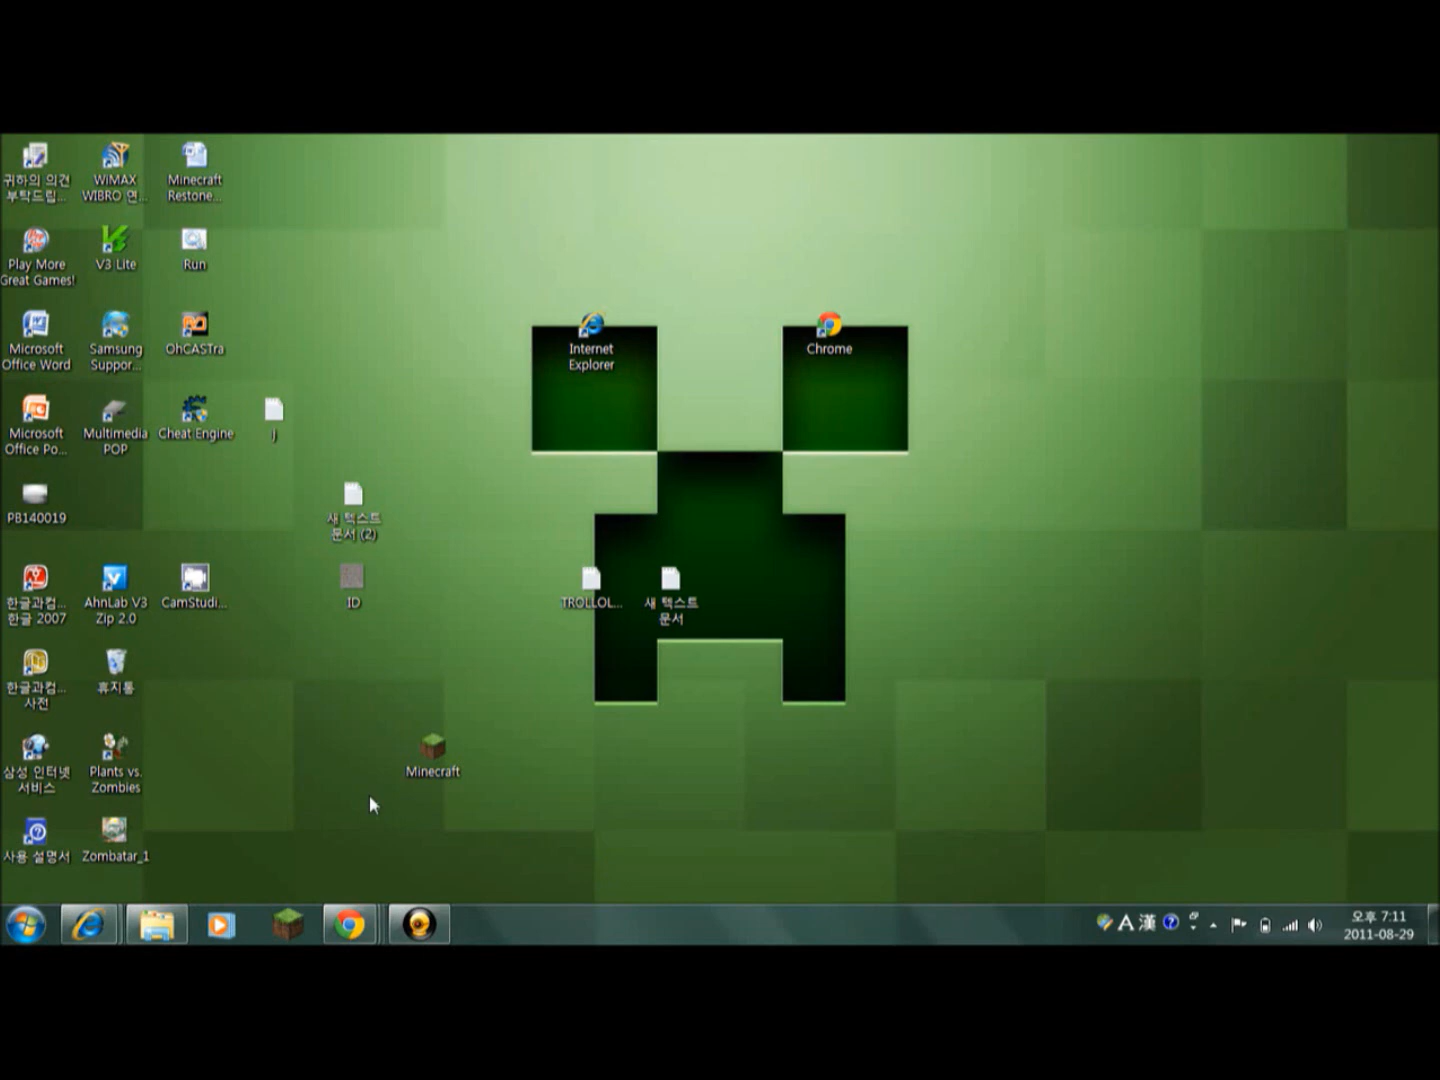 귀하의 의견
부탁드립...
WiMAX
WIBRO 연...
Minecraft
Restone...
Play More
Great Games!
V3 Lite
Run
Microsoft
Office Word
Samsung
Suppor...
OhCASTra
Internet
Explorer
Chrome
Microsoft
Office Po...
Multimedia
POP
Cheat Engine
j
PB140019
새 텍스트
문서 (2)
한글과컴...
한글 2007
AhnLab V3
Zip 2.0
CamStudi...
ID
TROLLOL...
새 텍스트
문서
한글과컴...
사전
휴지통
삼성 인터넷
서비스
Plants vs.
Zombies
Minecraft
사용 설명서
Zombatar_1
A 漢
오후 7:11
2011-08-29